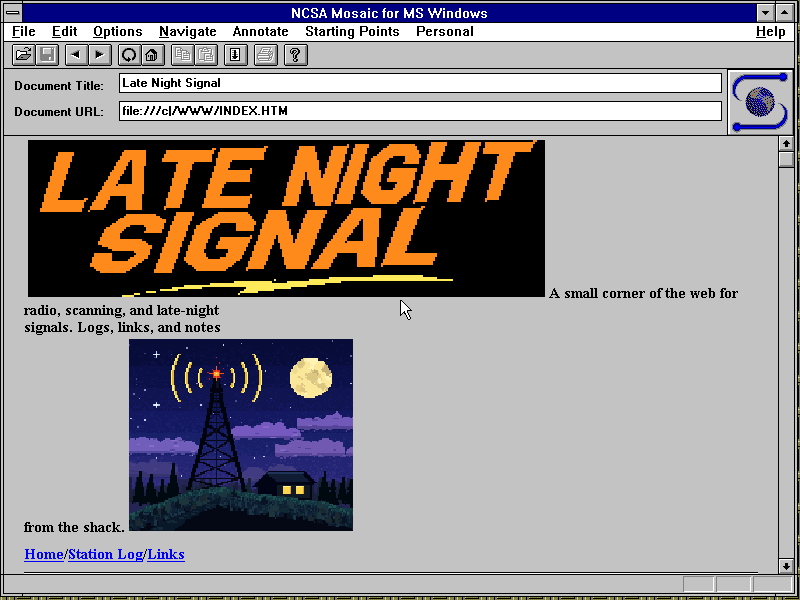 NCSA Mosaic for MS Windows
File Edit Options Navigate Annotate Starting Points Personal Help
Document Title: Late Night Signal
Document URL: file:///c|/WWW/INDEX.HTM
LATE NIGHT
SIGNAL
A small corner of the web for
radio, scanning, and late-night
signals. Logs, links, and notes
from the shack.
Home/Station Log/Links